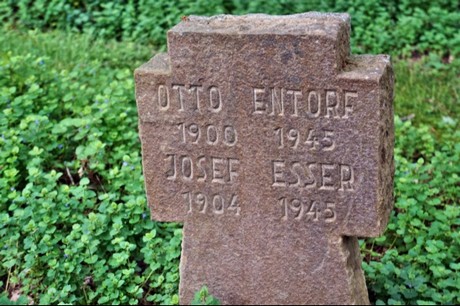 OTTO ENTORF
1900 1945
JOSEF ESSER
1904 1945